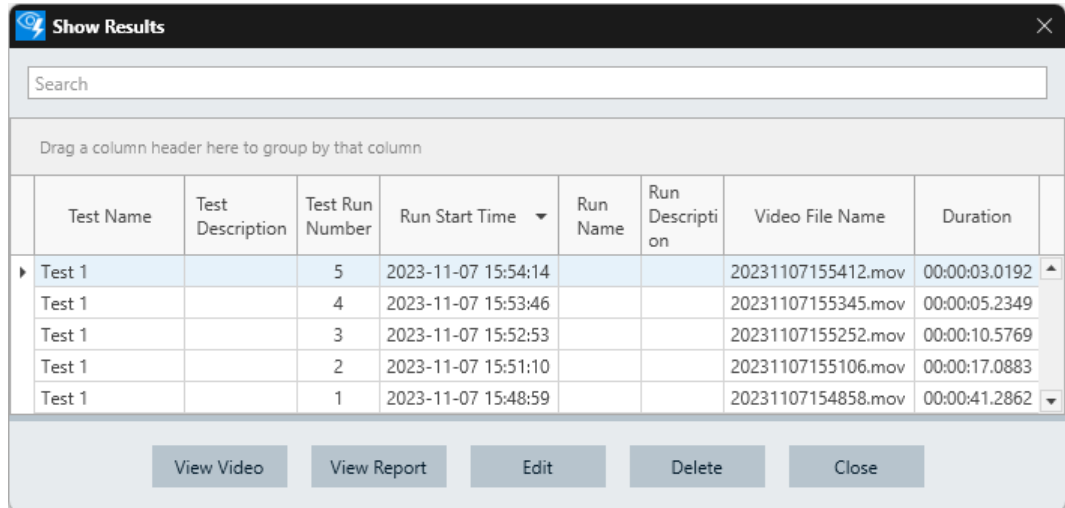 Show Results
Search
Drag a column header here to group by that column
Test Name Test Description Test Run Number Run Start Time Run Name Run Descripti on Video File Name Duration
Test 1 5 2023-11-07 15:54:14 20231107155412.mov 00:00:03.0192
Test 1 4 2023-11-07 15:53:46 20231107155345.mov 00:00:05.2349
Test 1 3 2023-11-07 15:52:53 20231107155252.mov 00:00:10.5769
Test 1 2 2023-11-07 15:51:10 20231107155106.mov 00:00:17.0883
Test 1 1 2023-11-07 15:48:59 20231107154858.mov 00:00:41.2862
View Video View Report Edit Delete Close